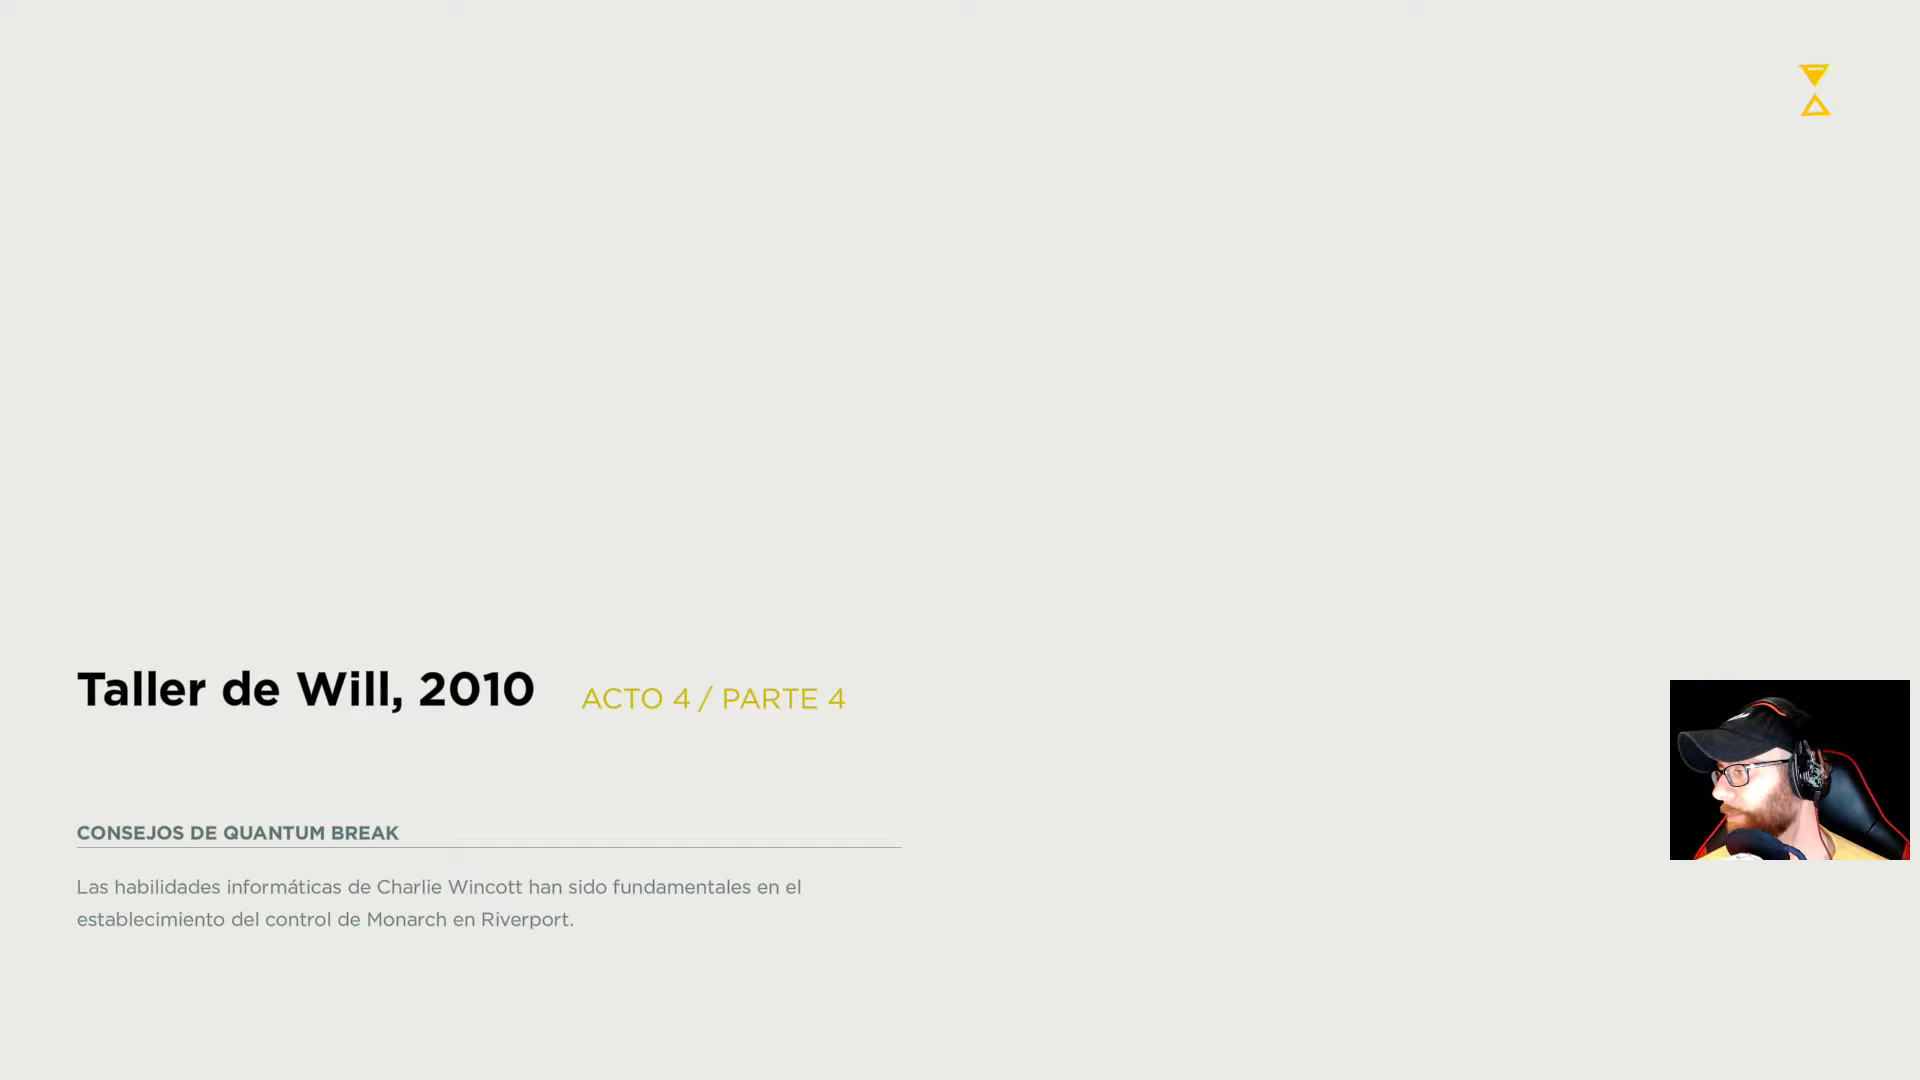 Taller de Will, 2010 ACTO 4 / PARTE 4
CONSEJOS DE QUANTUM BREAK
Las habilidades informáticas de Charlie Wincott han sido fundamentales en el
establecimiento del control de Monarch en Riverport.